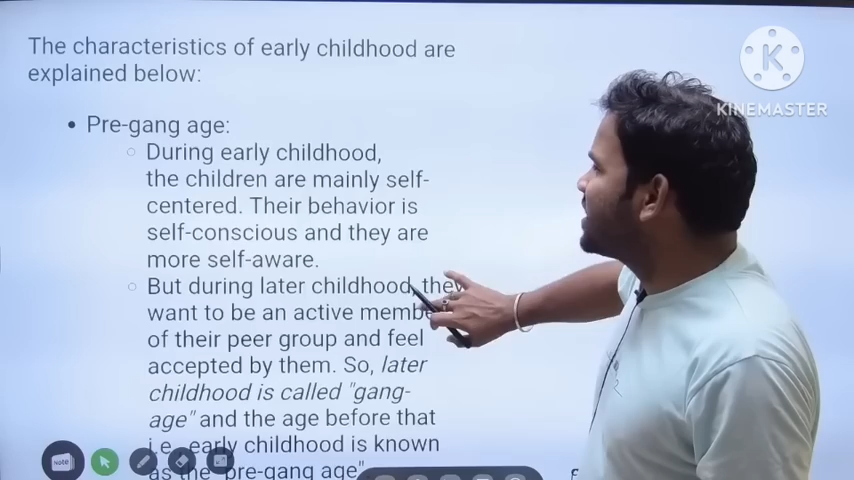 The characteristics of early childhood are
explained below:
K
KINEMASTER
• Pre-gang age:
○ During early childhood,
the children are mainly self-
centered. Their behavior is
self-conscious and they are
more self-aware.
○ But during later childhood, they
want to be an active membe
of their peer group and feel
accepted by them. So, later
childhood is called "gang-
age" and the age before that
i.e., early childhood is known
as the "pre-gang age".
Note